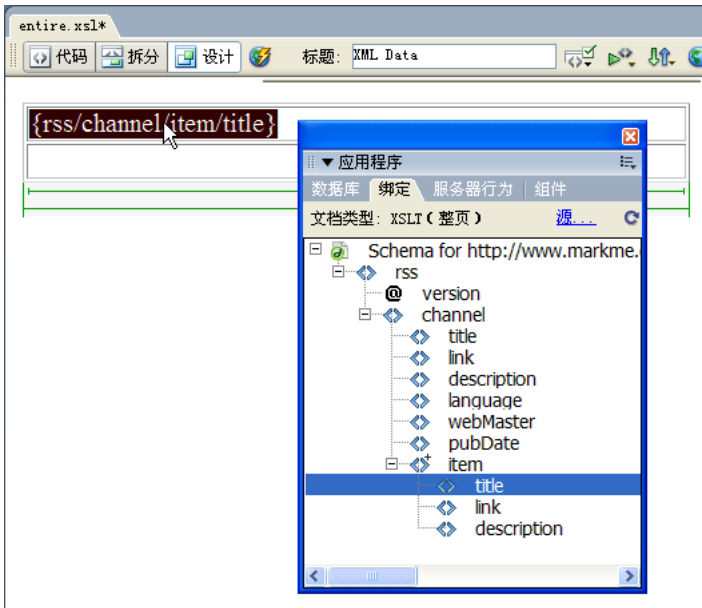 entire.xsl*
代码 拆分 设计 标题: XML Data
{rss/channel/item/title}
应用程序
数据库 绑定 服务器行为 组件
文档类型: XSLT(整页) 源...
Schema for http://www.markme.
rss
@ version
channel
title
link
description
language
webMaster
pubDate
item
title
link
description